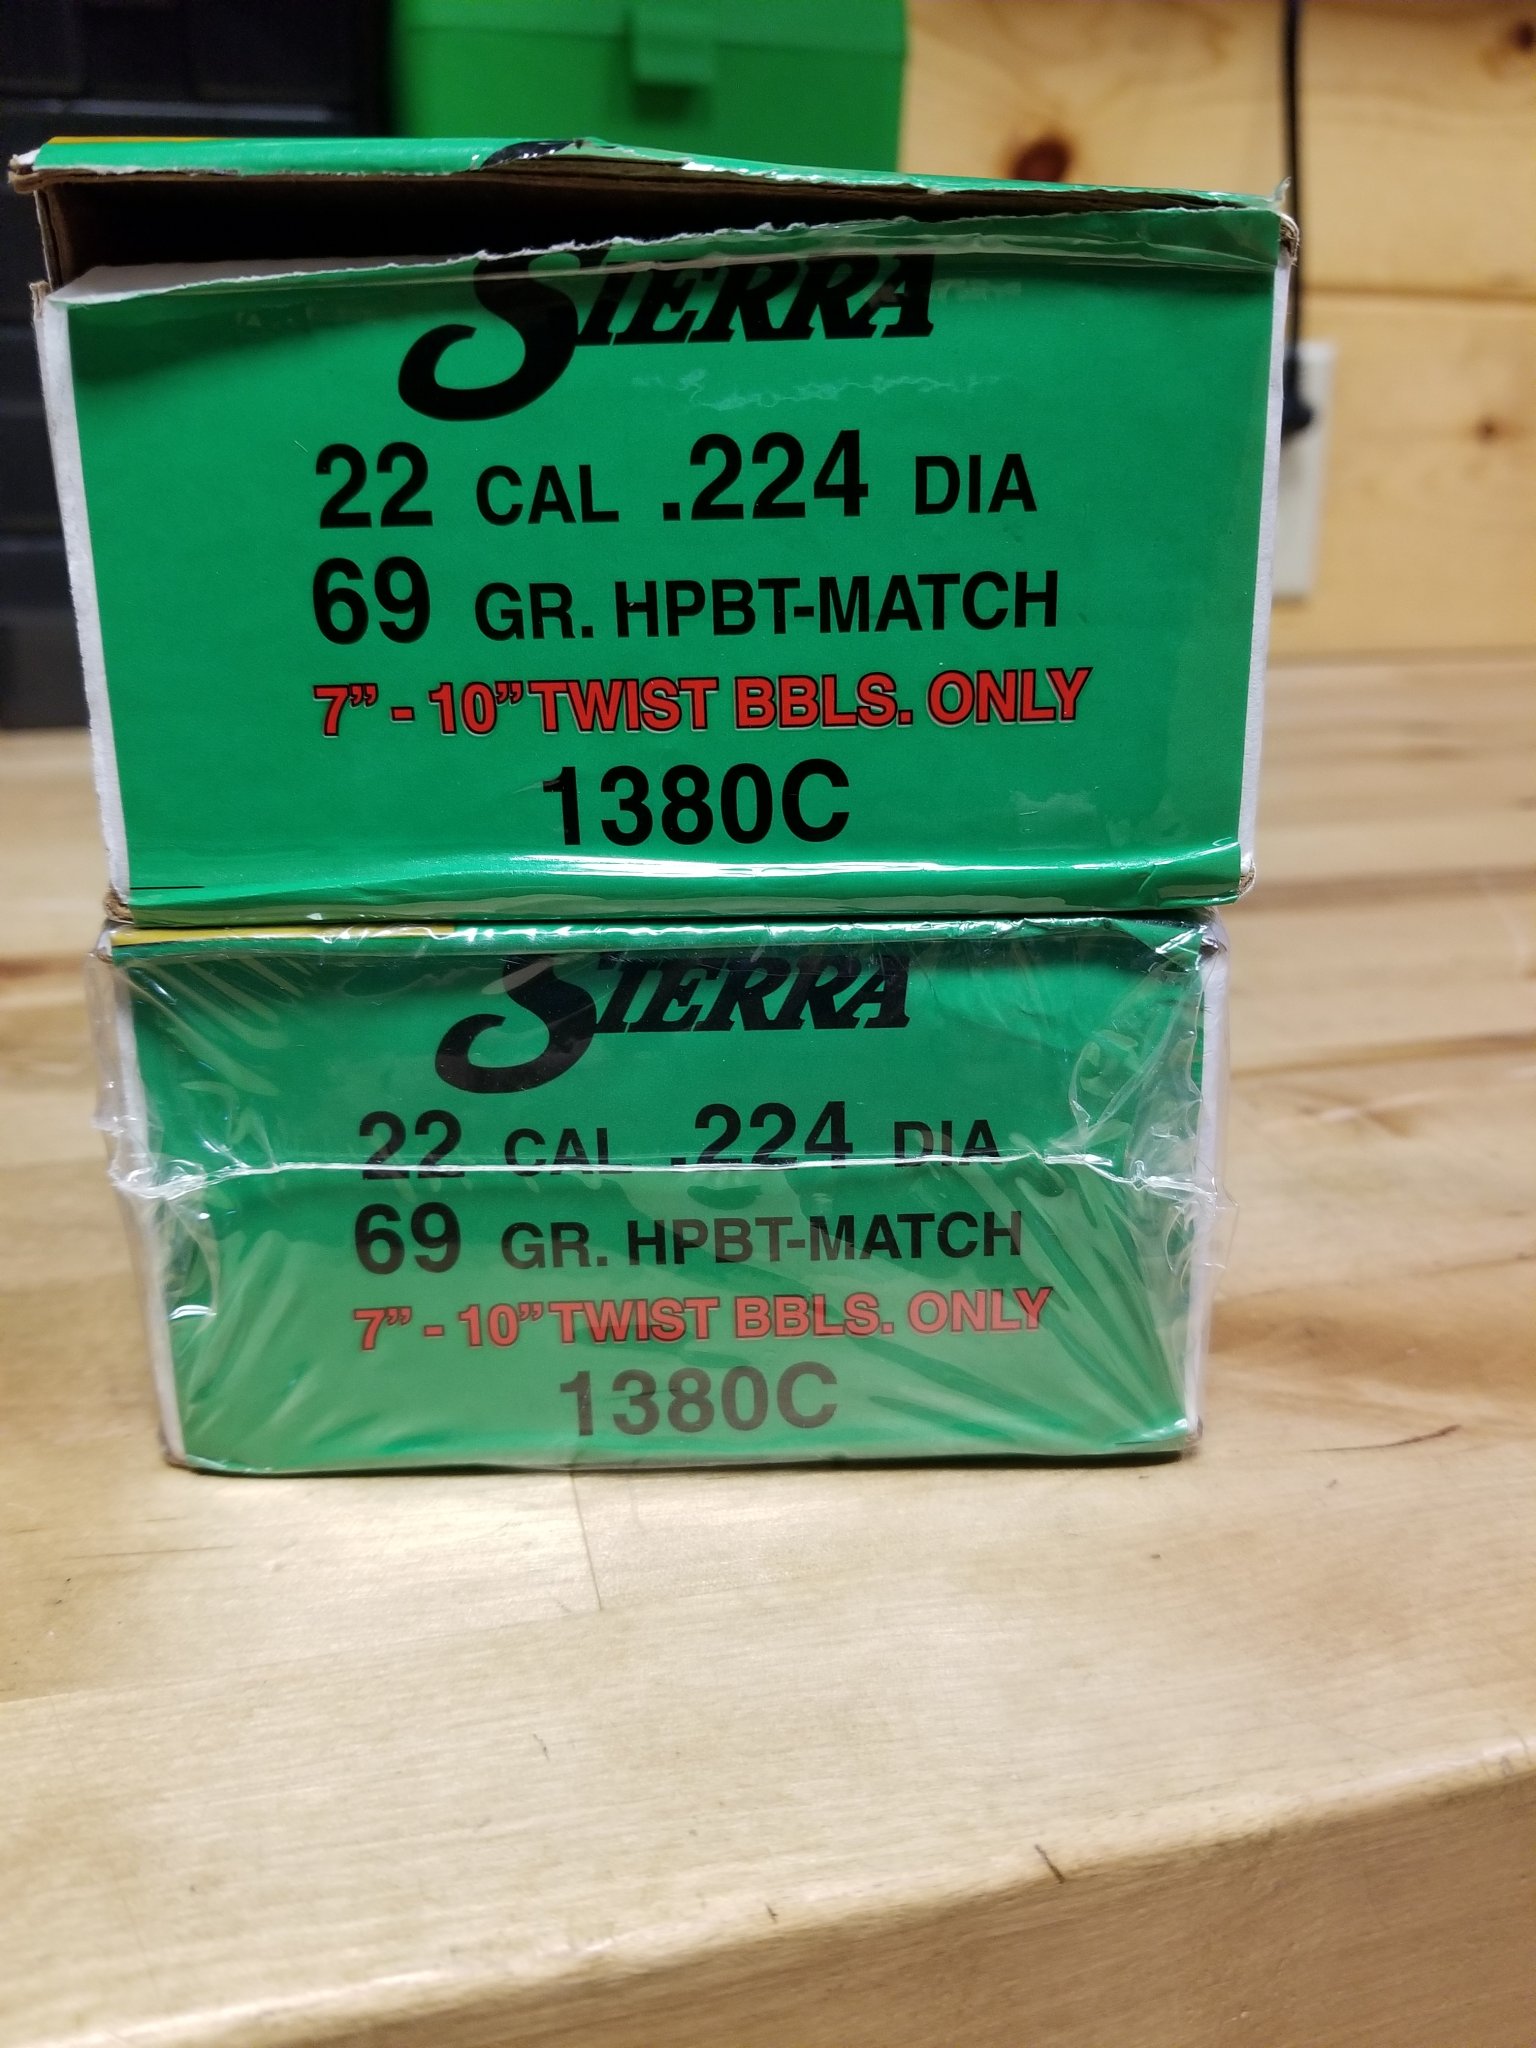 SIERRA
22 CAL .224 DIA
69 GR. HPBT-MATCH
7” - 10” TWIST BBLS. ONLY
1380C
SIERRA
22 CAL .224 DIA
69 GR. HPBT-MATCH
7” - 10” TWIST BBLS. ONLY
1380C